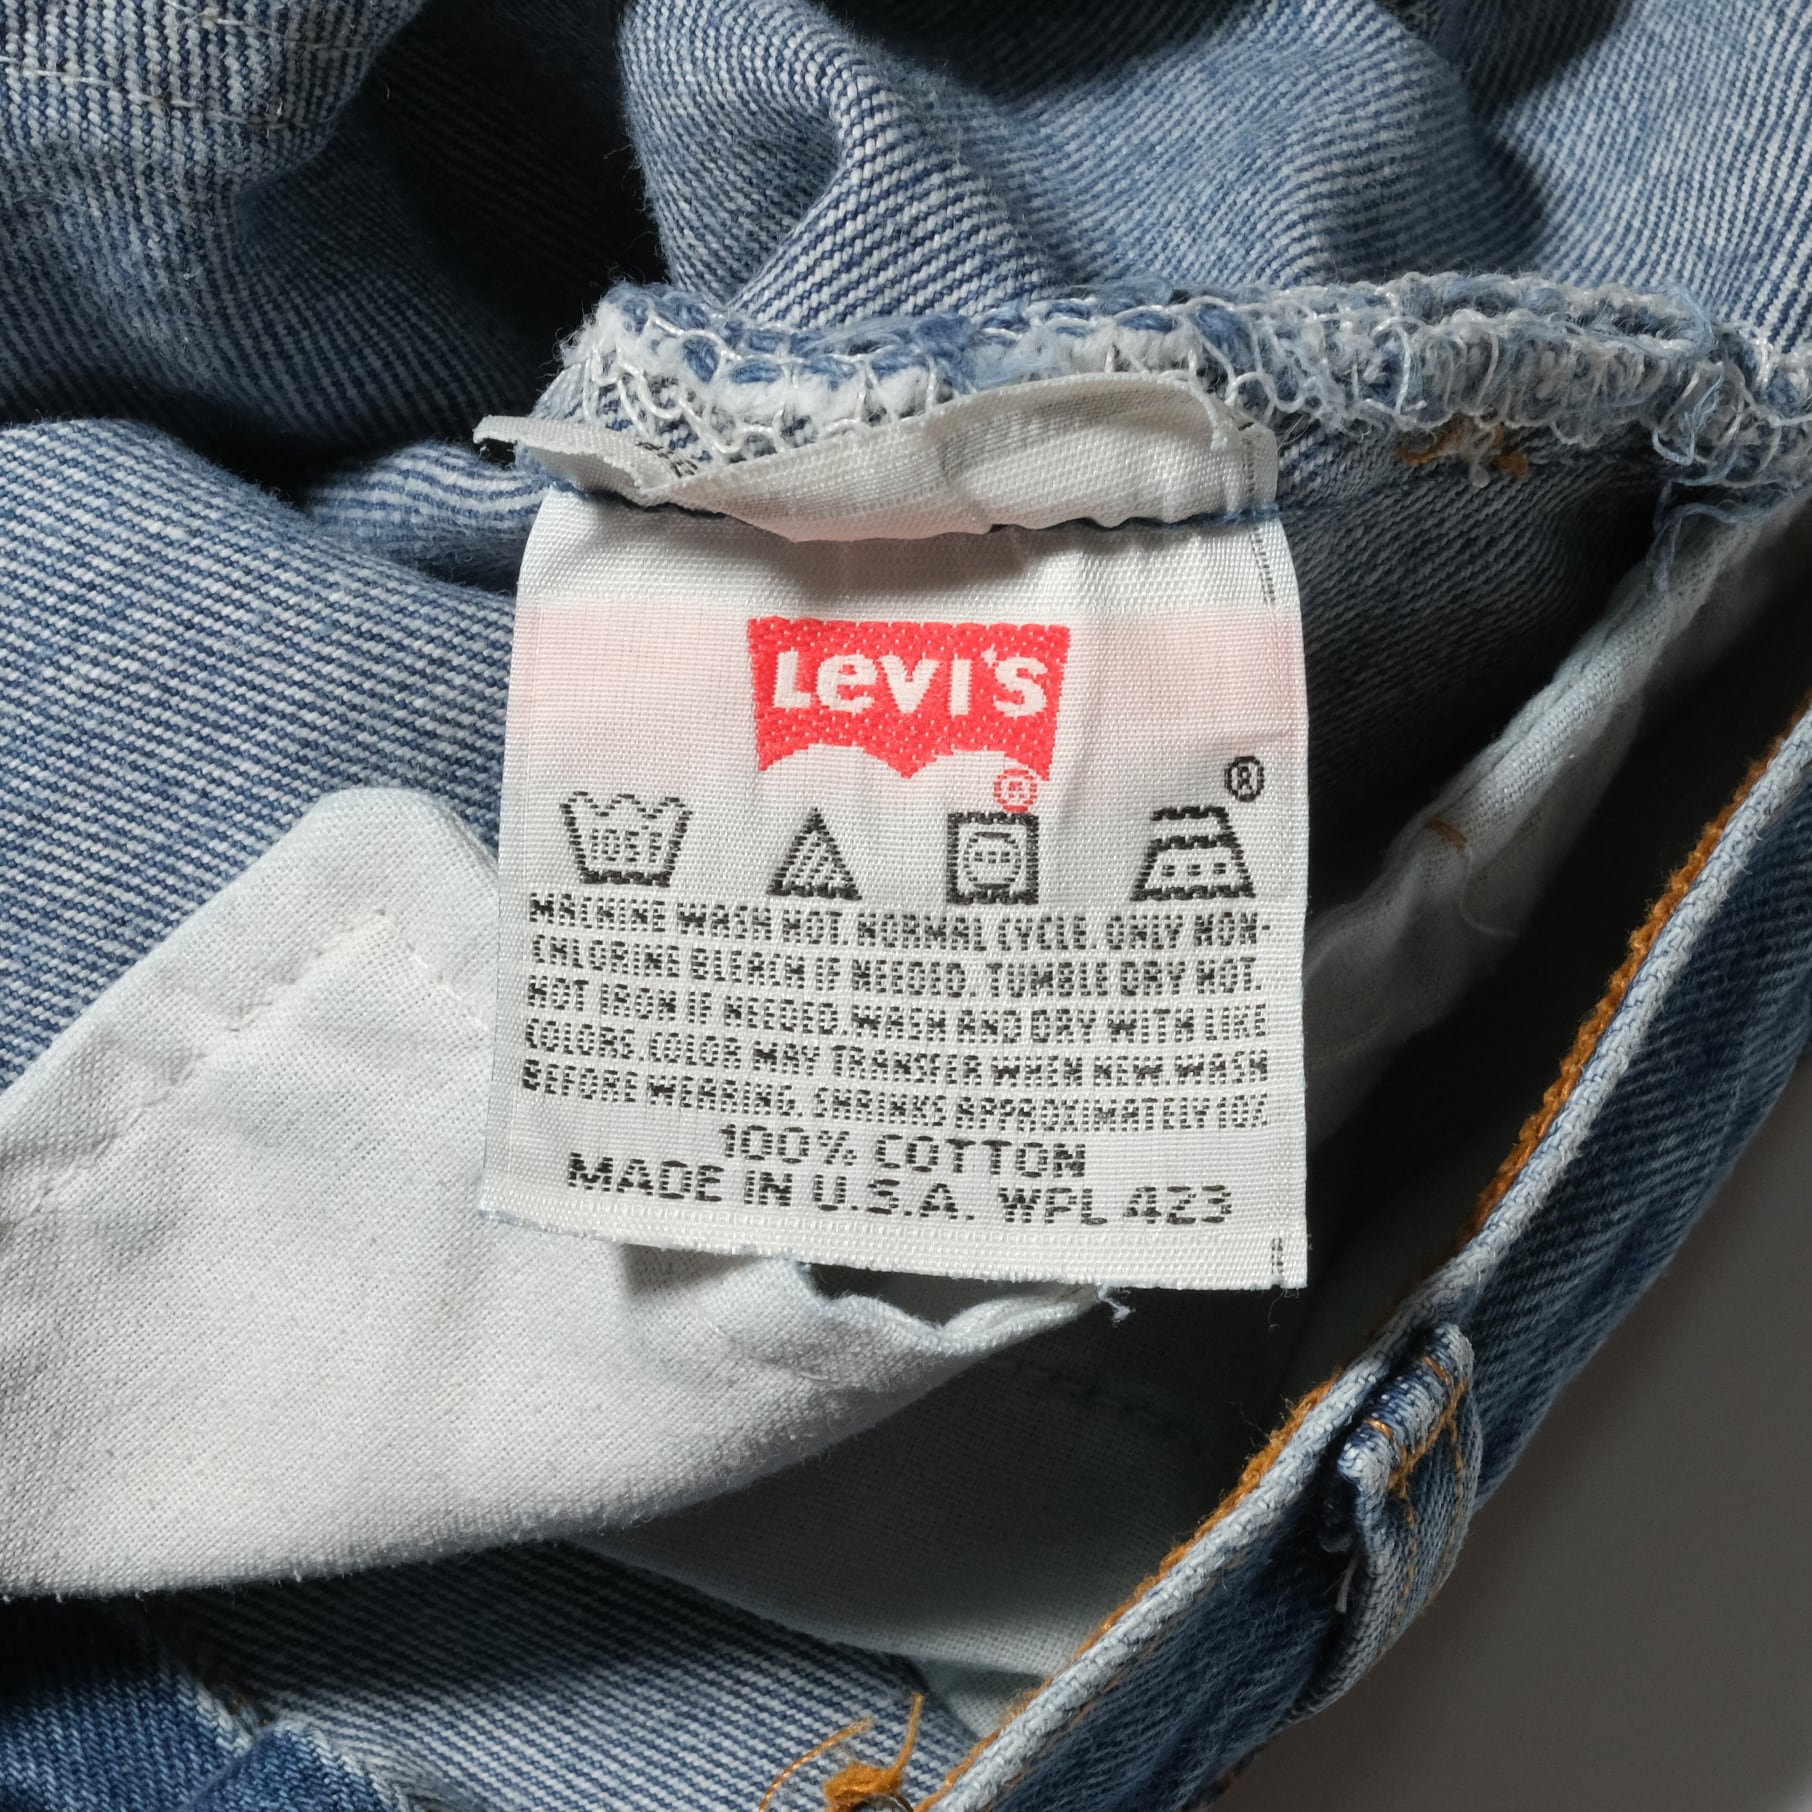 LEVI'S
®
®
105F
MACHINE WASH HOT. NORMAL CYCLE. ONLY NON-
CHLORINE BLEACH IF NEEDED. TUMBLE DRY HOT.
HOT IRON IF NEEDED. WASH AND DRY WITH LIKE
COLORS. COLOR MAY TRANSFER WHEN NEW. WASH
BEFORE WEARING. SHRINKS APPROXIMATELY 10%
100% COTTON
MADE IN U.S.A. WPL 423